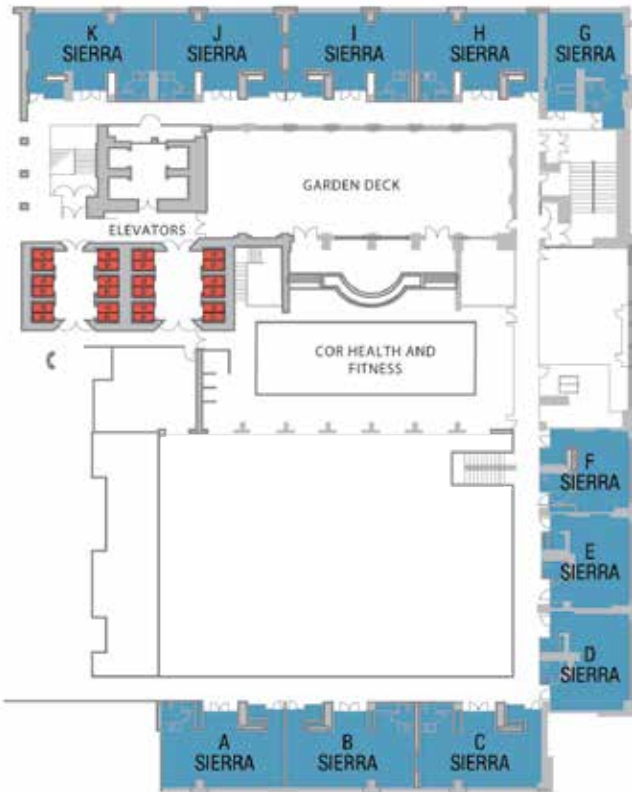 K
SIERRA
J
SIERRA
I
SIERRA
H
SIERRA
G
SIERRA
GARDEN DECK
ELEVATORS
COR HEALTH AND
FITNESS
F
SIERRA
E
SIERRA
D
SIERRA
A
SIERRA
B
SIERRA
C
SIERRA